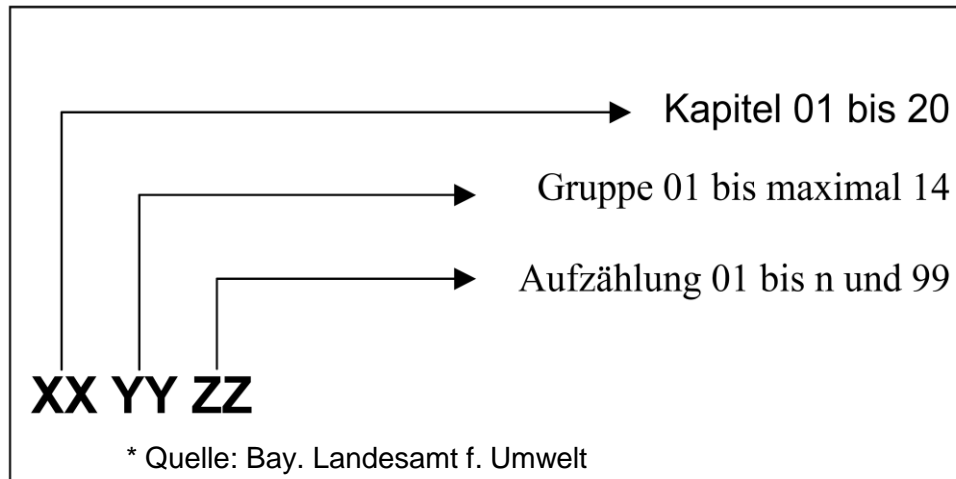 Kapitel 01 bis 20
Gruppe 01 bis maximal 14
Aufzählung 01 bis n und 99
XX YY ZZ
* Quelle: Bay. Landesamt f. Umwelt